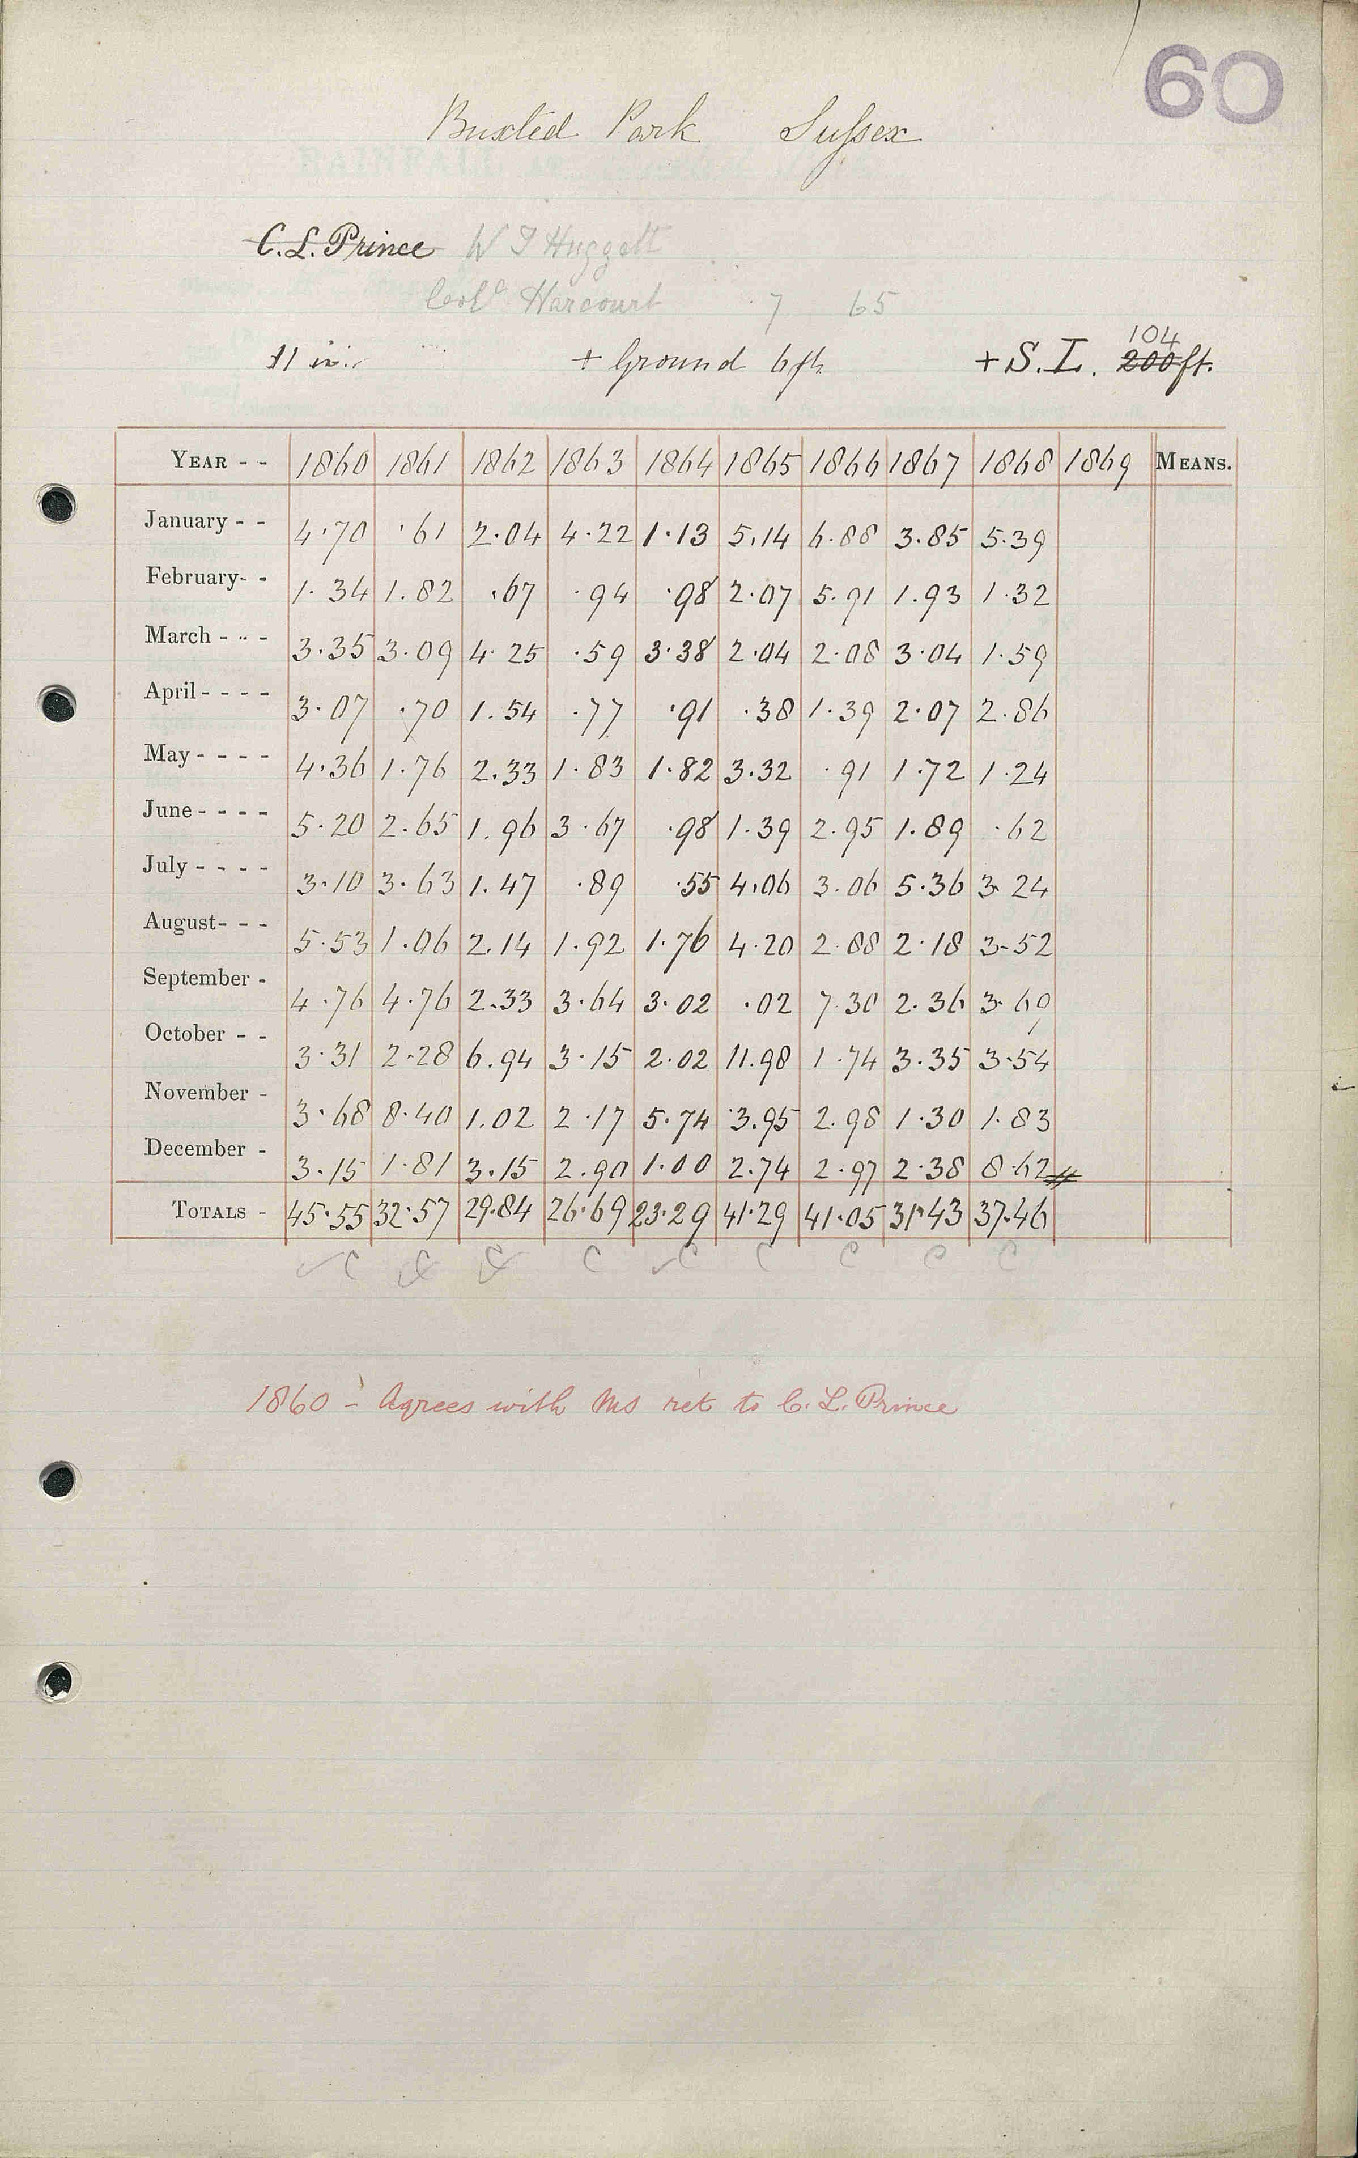 60
Buxted Park Sussex
C. L. Prince W T Huggett
Colo Harcourt 7 65
11 in. + Ground 6 ft. + S. L. 104 200 ft.
YEAR - - 1860 1861 1862 1863 1864 1865 1866 1867 1868 1869 MEANS.
January - - 4.70 .61 2.04 4.22 1.13 5.14 6.88 3.85 5.39
February- - 1.34 1.82 .67 .94 .98 2.07 5.91 1.93 1.32
March - - - 3.35 3.09 4.25 .59 3.38 2.04 2.08 3.04 1.59
April - - - - 3.07 .70 1.54 .77 .91 .38 1.39 2.07 2.86
May - - - - 4.36 1.76 2.33 1.83 1.82 3.32 .91 1.72 1.24
June - - - - 5.20 2.65 1.96 3.67 .98 1.39 2.95 1.89 .62
July - - - - 3.10 3.63 1.47 .89 .55 4.06 3.06 5.36 3.24
August- - - 5.53 1.06 2.14 1.92 1.76 4.20 2.88 2.18 3.52
September - 4.76 4.76 2.33 3.64 3.02 .02 7.30 2.36 3.69
October - - 3.31 2.28 6.94 3.15 2.02 11.98 1.74 3.35 3.54
November - 3.68 8.40 1.02 2.17 5.74 3.95 2.98 1.30 1.83
December - 3.15 1.81 3.15 2.90 1.00 2.74 2.97 2.38 8.62
TOTALS - 45.55 32.57 29.84 26.69 23.29 41.29 41.05 31.43 37.46
C C C C C C C C C
1860 - Agrees with MS ret to C. L. Prince